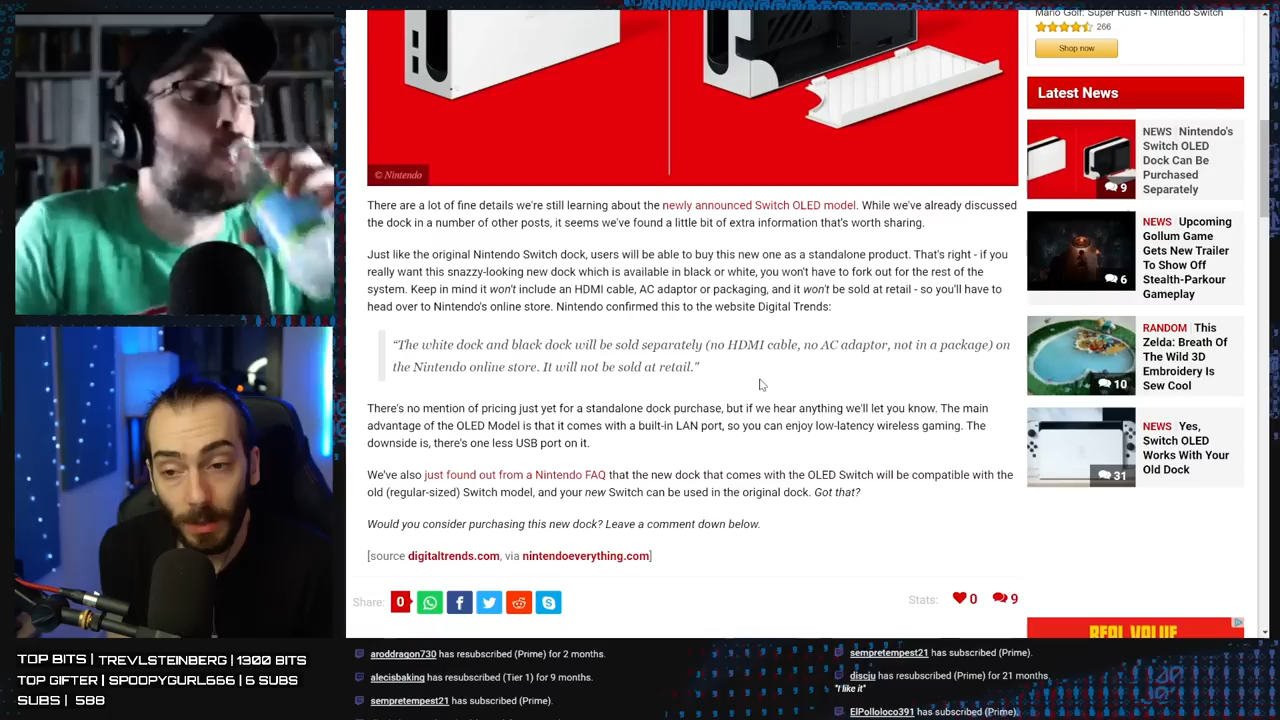 Mario Golf: Super Rush - Nintendo Switch
266
Shop now
Latest News
NEWS Nintendo's
Switch OLED
Dock Can Be
Purchased
Separately
9
NEWS Upcoming
Gollum Game
Gets New Trailer
To Show Off
Stealth-Parkour
Gameplay
6
RANDOM This
Zelda: Breath Of
The Wild 3D
Embroidery Is
Sew Cool
10
NEWS Yes,
Switch OLED
Works With Your
Old Dock
31
© Nintendo
There are a lot of fine details we're still learning about the newly announced Switch OLED model. While we've already discussed
the dock in a number of other posts, it seems we've found a little bit of extra information that's worth sharing.
Just like the original Nintendo Switch dock, users will be able to buy this new one as a standalone product. That's right - if you
really want this snazzy-looking new dock which is available in black or white, you won't have to fork out for the rest of the
system. Keep in mind it won't include an HDMI cable, AC adaptor or packaging, and it won't be sold at retail - so you'll have to
head over to Nintendo's online store. Nintendo confirmed this to the website Digital Trends:
“The white dock and black dock will be sold separately (no HDMI cable, no AC adaptor, not in a package) on
the Nintendo online store. It will not be sold at retail.”
There's no mention of pricing just yet for a standalone dock purchase, but if we hear anything we'll let you know. The main
advantage of the OLED Model is that it comes with a built-in LAN port, so you can enjoy low-latency wireless gaming. The
downside is, there's one less USB port on it.
We've also just found out from a Nintendo FAQ that the new dock that comes with the OLED Switch will be compatible with the
old (regular-sized) Switch model, and your new Switch can be used in the original dock. Got that?
Would you consider purchasing this new dock? Leave a comment down below.
[source digitaltrends.com, via nintendoeverything.com]
Share: 0
Stats: 0 9
REAL VALUE
TOP BITS | TREVLSTEINBERG | 1300 BITS
TOP GIFTER | SPOOPYGURL666 | 6 SUBS
SUBS | 588
aroddragon730 has resubscribed (Prime) for 2 months.
alecisbaking has resubscribed (Tier 1) for 9 months.
sempretempest21 has subscribed (Prime).
sempretempest21 has subscribed (Prime).
discju has resubscribed (Prime) for 21 months.
"I like it"
ElPolloloco391 has subscribed (Prime).